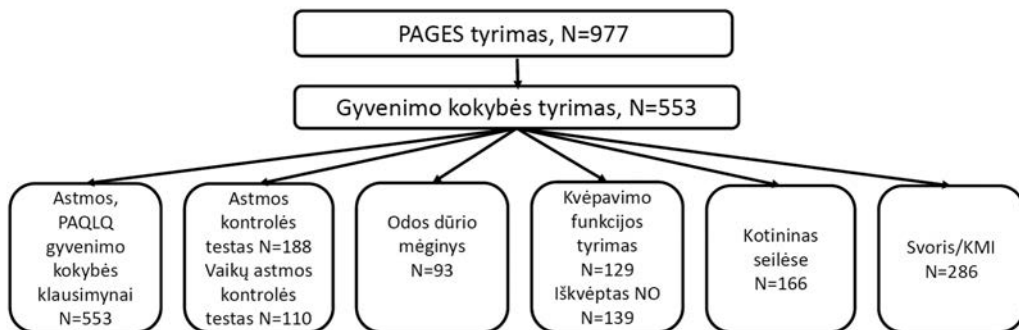 PAGES tyrimas, N=977
Gyvenimo kokybės tyrimas, N=553
Astmos,
PAQLQ
gyvenimo
kokybės
klausimynai
N=553
Astmos
kontrolės
testas N=188
Vaikų astmos
kontrolės
testas N=110
Odos dūrio
mėginys
N=93
Kvėpavimo
funkcijos
tyrimas
N=129
Iškvėptas NO
N=139
Kotininas
seilėse
N=166
Svoris/KMI
N=286